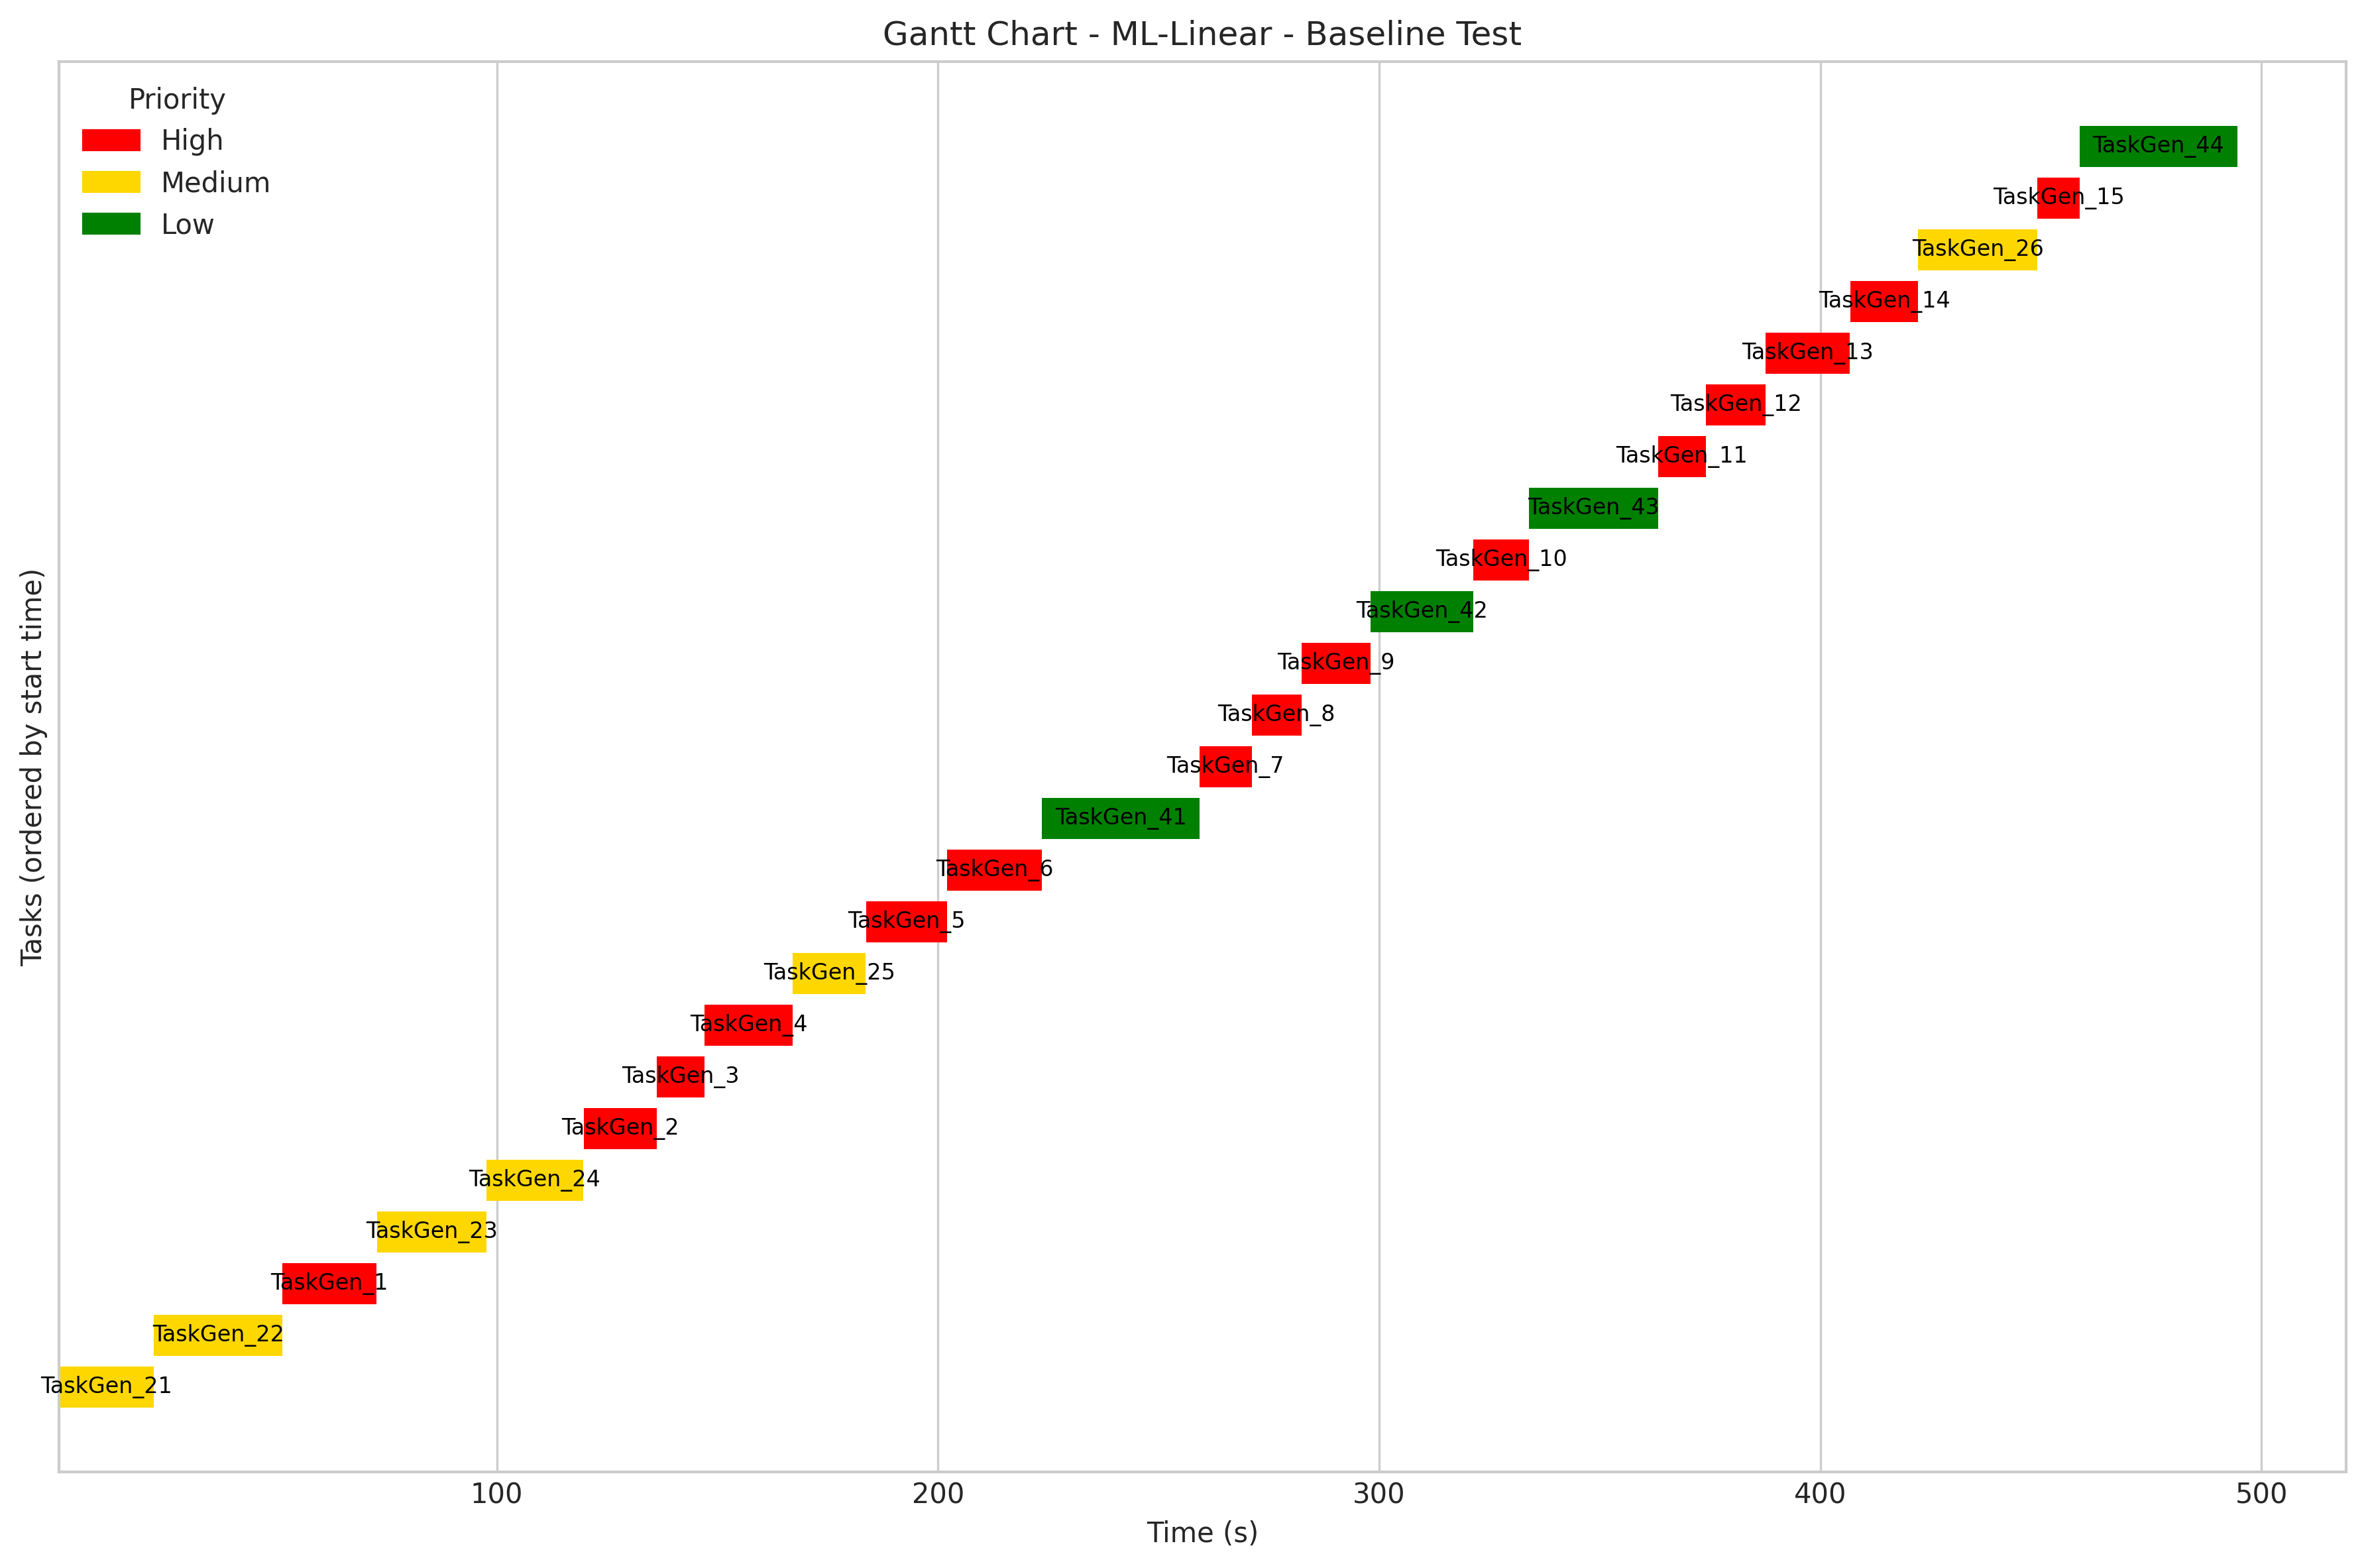 Gantt Chart - ML-Linear - Baseline Test
Priority
High
Medium
Low
TaskGen_44
TaskGen_15
TaskGen_26
TaskGen_14
TaskGen_13
TaskGen_12
TaskGen_11
TaskGen_43
TaskGen_10
TaskGen_42
TaskGen_9
TaskGen_8
TaskGen_7
TaskGen_41
TaskGen_6
TaskGen_5
TaskGen_25
TaskGen_4
TaskGen_3
TaskGen_2
TaskGen_24
TaskGen_23
TaskGen_1
TaskGen_22
TaskGen_21
Tasks (ordered by start time)
100 200 300 400 500
Time (s)